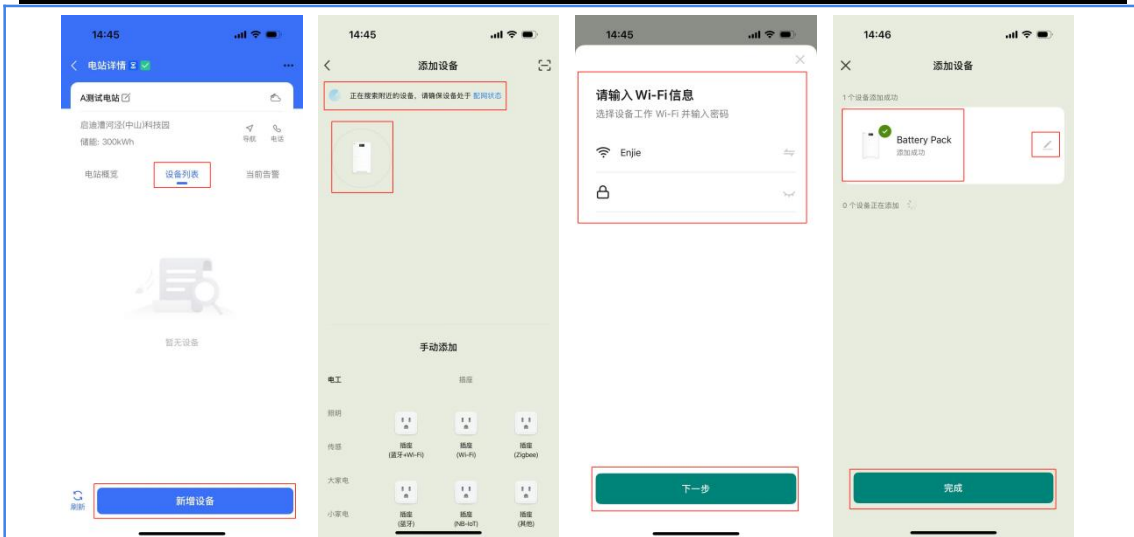 14:45
电站详情
A测试电站
启迪漕河泾(中山)科技园
储能: 300kWh
导航
电话
电站概览
设备列表
当前告警
暂无设备
刷新
新增设备
14:45
添加设备
正在搜索附近的设备，请确保设备处于 配网状态
手动添加
电工
插座
照明
传感
大家电
小家电
插座
(蓝牙+Wi-Fi)
插座
(Wi-Fi)
插座
(Zigbee)
插座
(蓝牙)
插座
(NB-IoT)
插座
(其他)
14:45
请输入 Wi-Fi信息
选择设备工作 Wi-Fi 并输入密码
Enjie
下一步
14:46
添加设备
1 个设备添加成功
Battery Pack
添加成功
0 个设备正在添加
完成